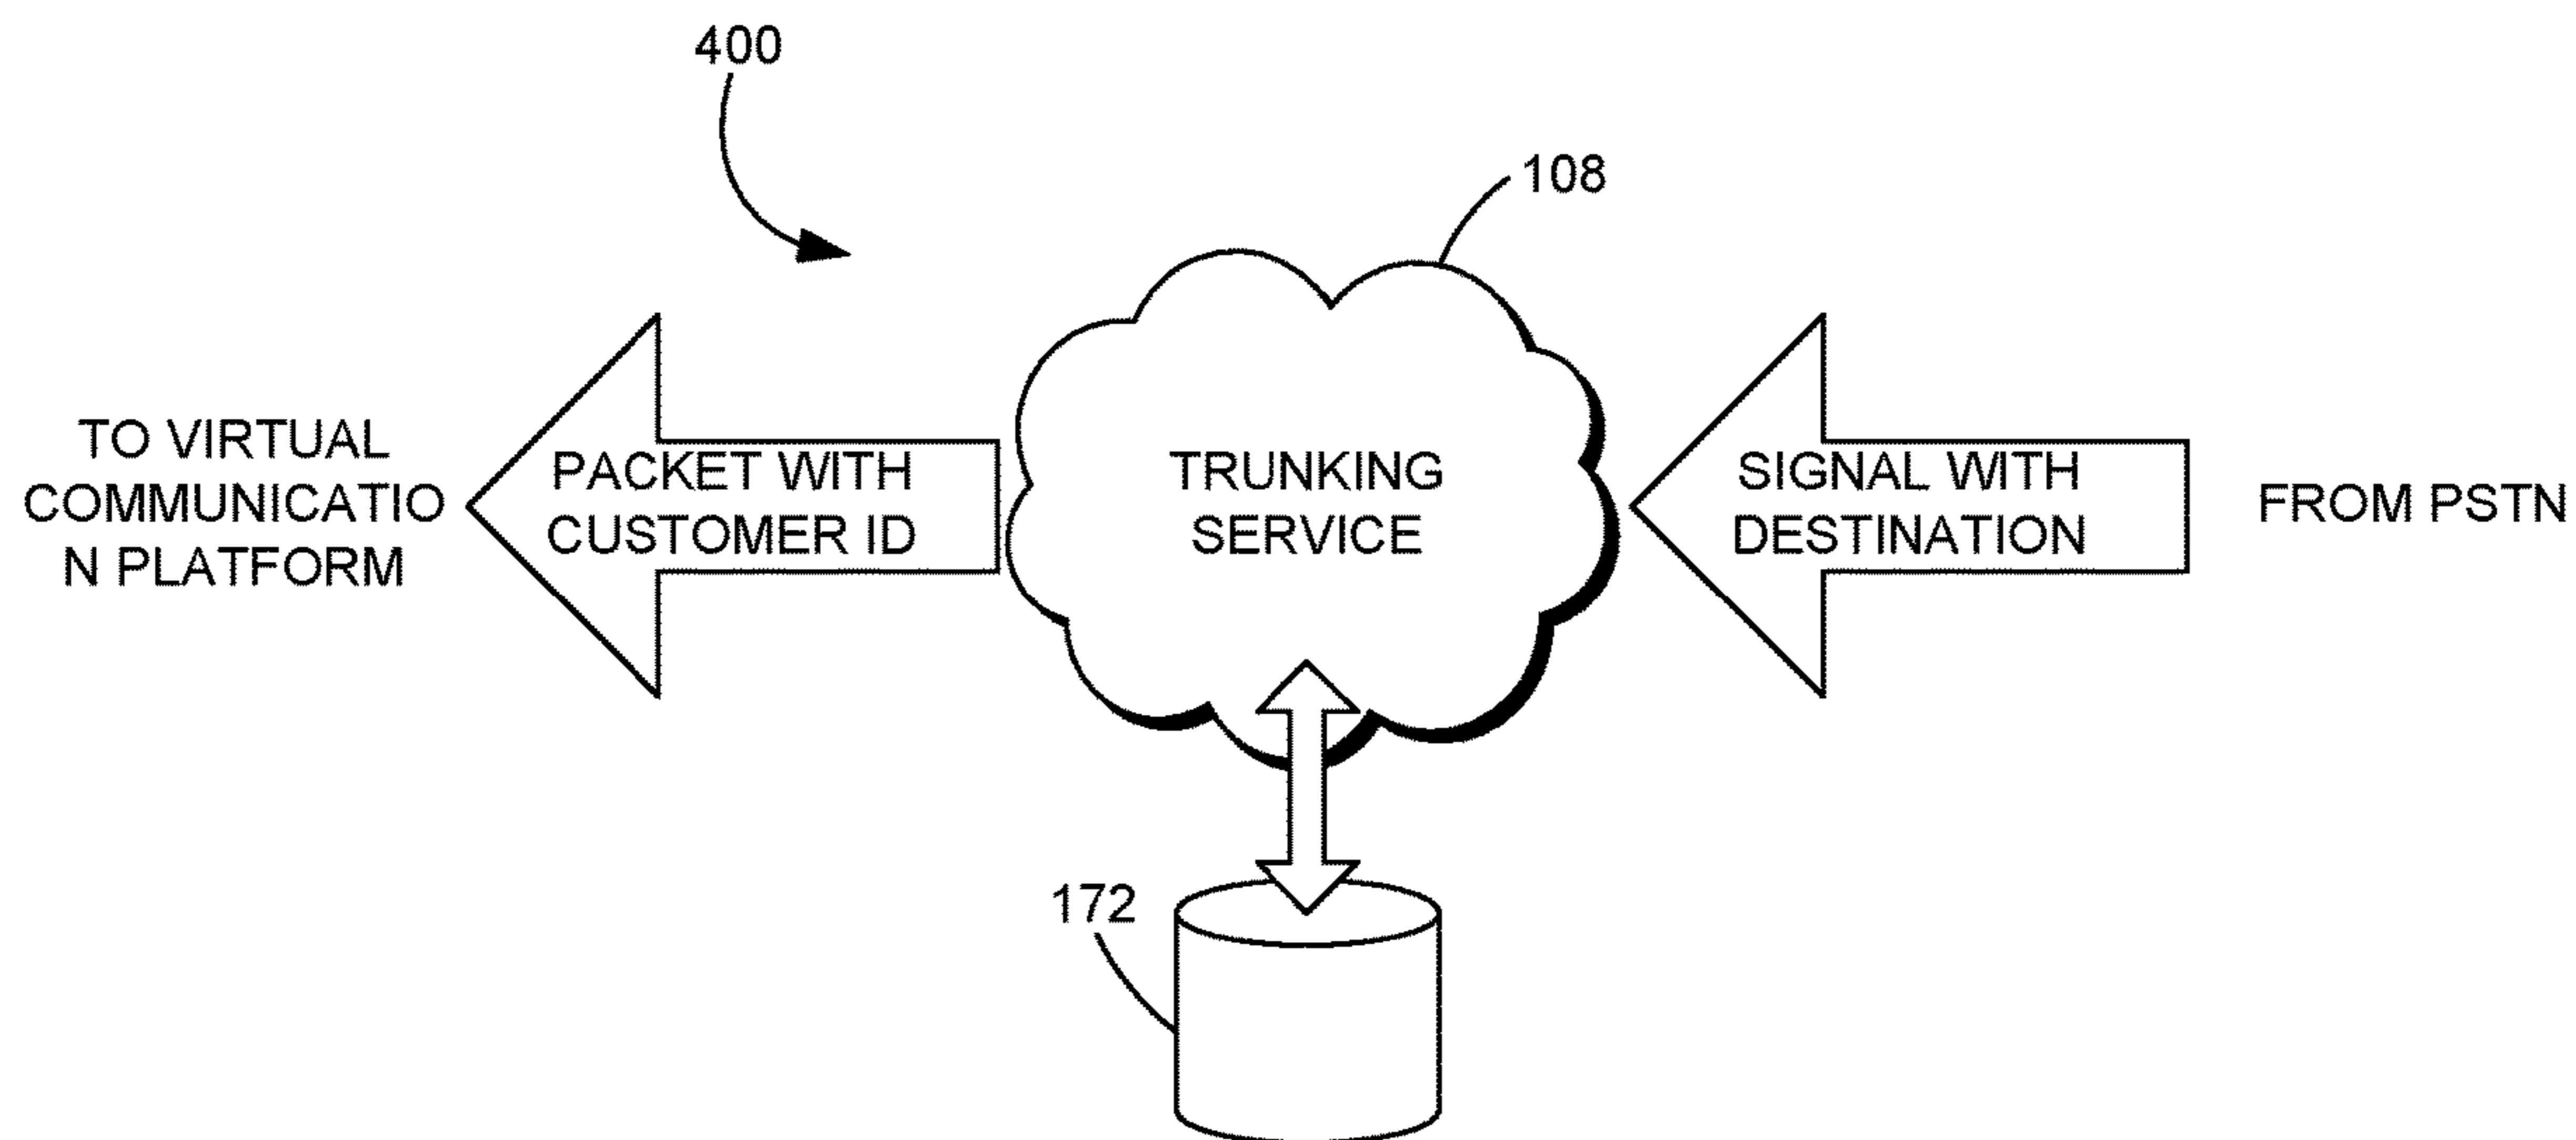 400
108
TO VIRTUAL
COMMUNICATIO
N PLATFORM
PACKET WITH
CUSTOMER ID
TRUNKING
SERVICE
SIGNAL WITH
DESTINATION
FROM PSTN
172